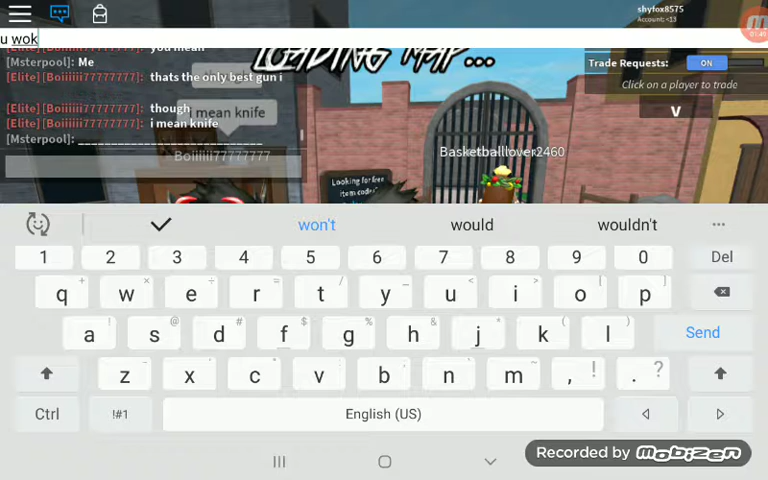 shyfox8575
Account: <13
01:40
u wok
[Elite] [Boiiiiii77777777]: you mean
[Msterpool]: Me
[Elite] [Boiiiiii77777777]: thats the only best gun i
though
[Elite] [Boiiiiii77777777]: i mean knife
[Msterpool]: ____________________________
LOADING MAP...
i mean knife
Boiiiiii77777777
Basketballlover2460
Looking for free
item codes?
Trade Requests: ON
Click on a player to trade
V
won't would wouldn't ...
1 2 3 4 5 6 7 8 9 0 Del
q w e r t y u i o p
a s d f g h j k l Send
z x c v b n m , ! . ?
Ctrl !#1 English (US)
Recorded by mobizen